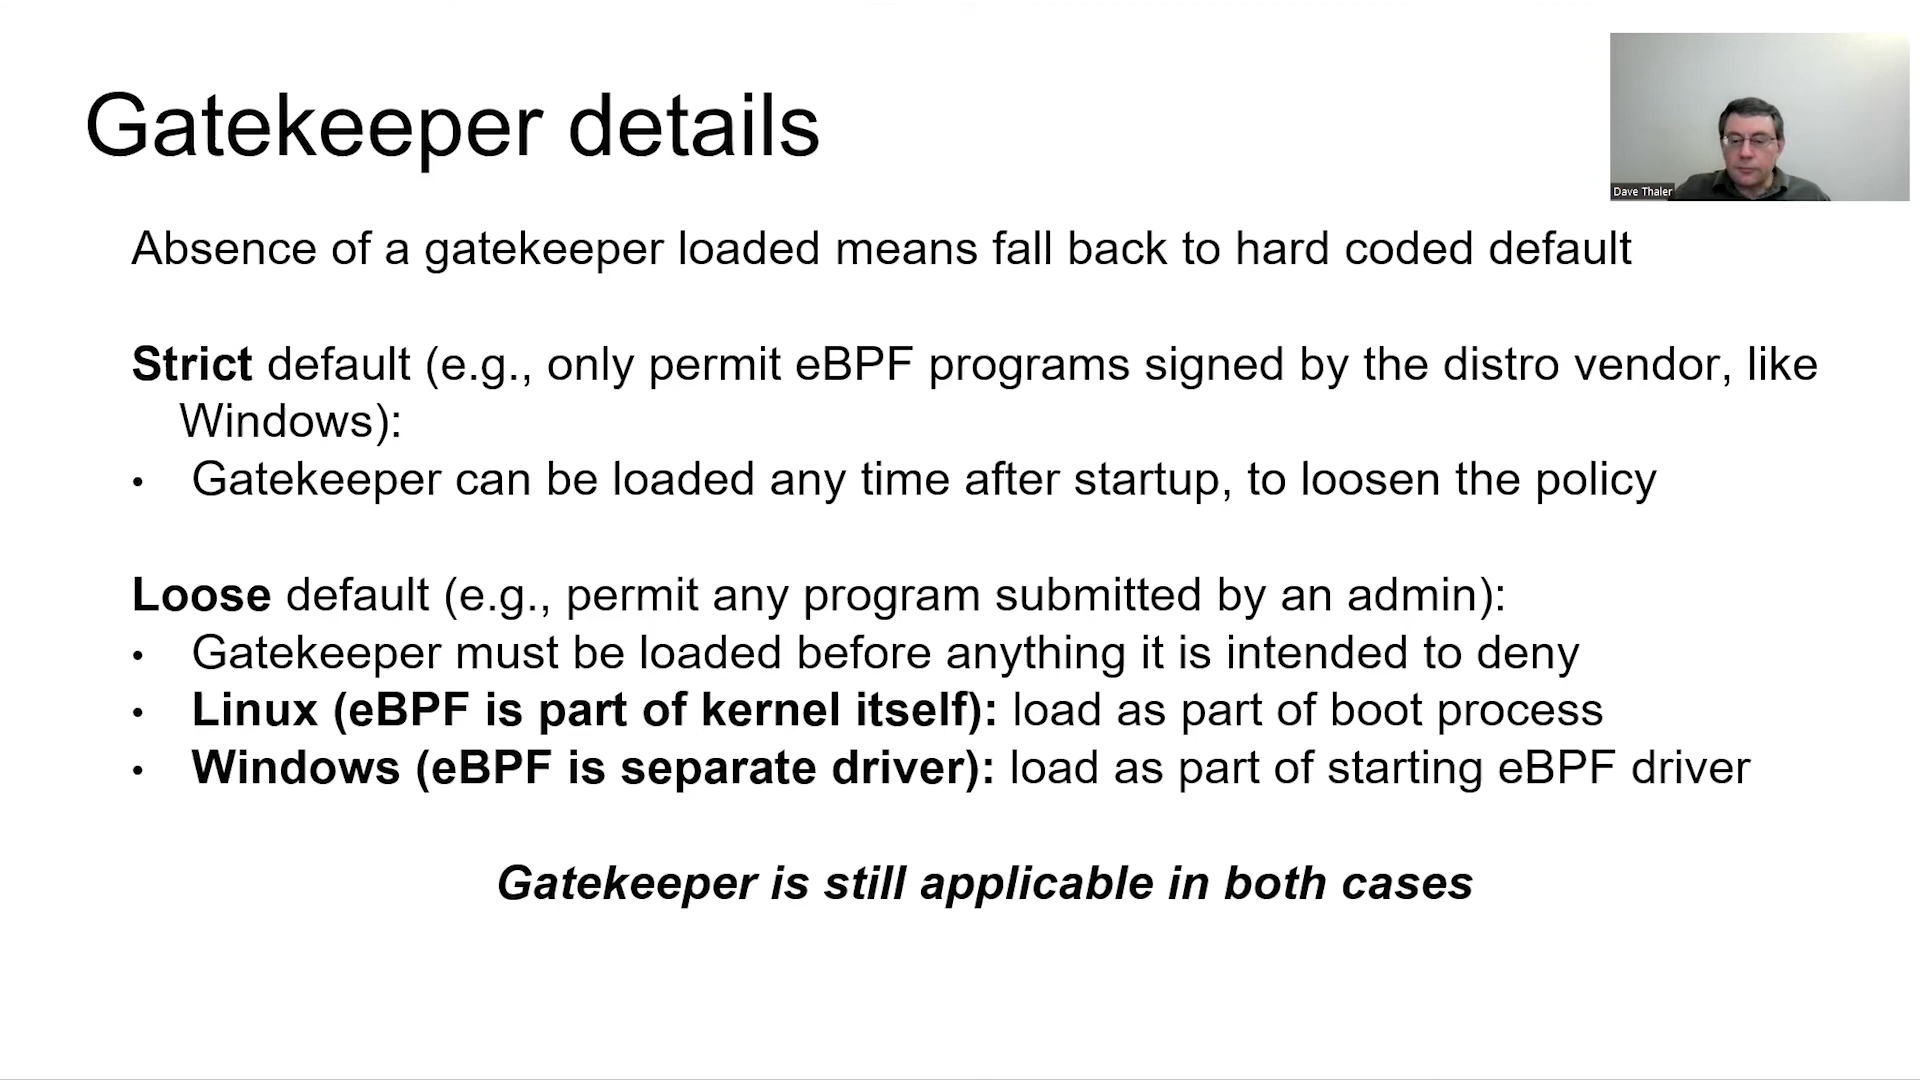 Gatekeeper details
Dave Thaler
Absence of a gatekeeper loaded means fall back to hard coded default
Strict default (e.g., only permit eBPF programs signed by the distro vendor, like
Windows):
• Gatekeeper can be loaded any time after startup, to loosen the policy
Loose default (e.g., permit any program submitted by an admin):
• Gatekeeper must be loaded before anything it is intended to deny
• Linux (eBPF is part of kernel itself): load as part of boot process
• Windows (eBPF is separate driver): load as part of starting eBPF driver
Gatekeeper is still applicable in both cases